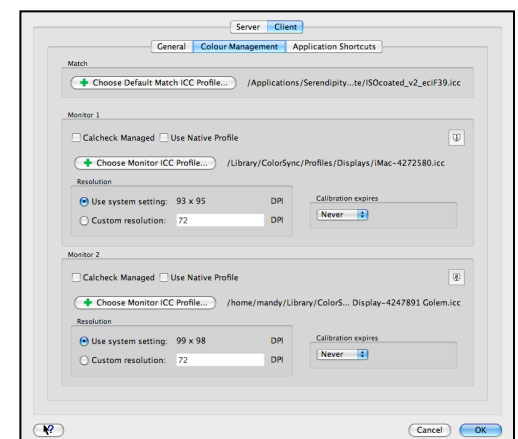 Server Client
General Colour Management Application Shortcuts
Match
Choose Default Match ICC Profile... /Applications/Serendipity...te/ISOcoated_v2_eciF39.icc
Monitor 1
Calcheck Managed Use Native Profile
Choose Monitor ICC Profile... /Library/ColorSync/Profiles/Displays/iMac-4272580.icc
Resolution
Use system setting: 93 x 95 DPI
Calibration expires
Never
Custom resolution: 72 DPI
Monitor 2
Calcheck Managed Use Native Profile
Choose Monitor ICC Profile... /home/mandy/Library/ColorS... Display-4247891 Golem.icc
Resolution
Use system setting: 99 x 98 DPI
Calibration expires
Never
Custom resolution: 72 DPI
? Cancel OK